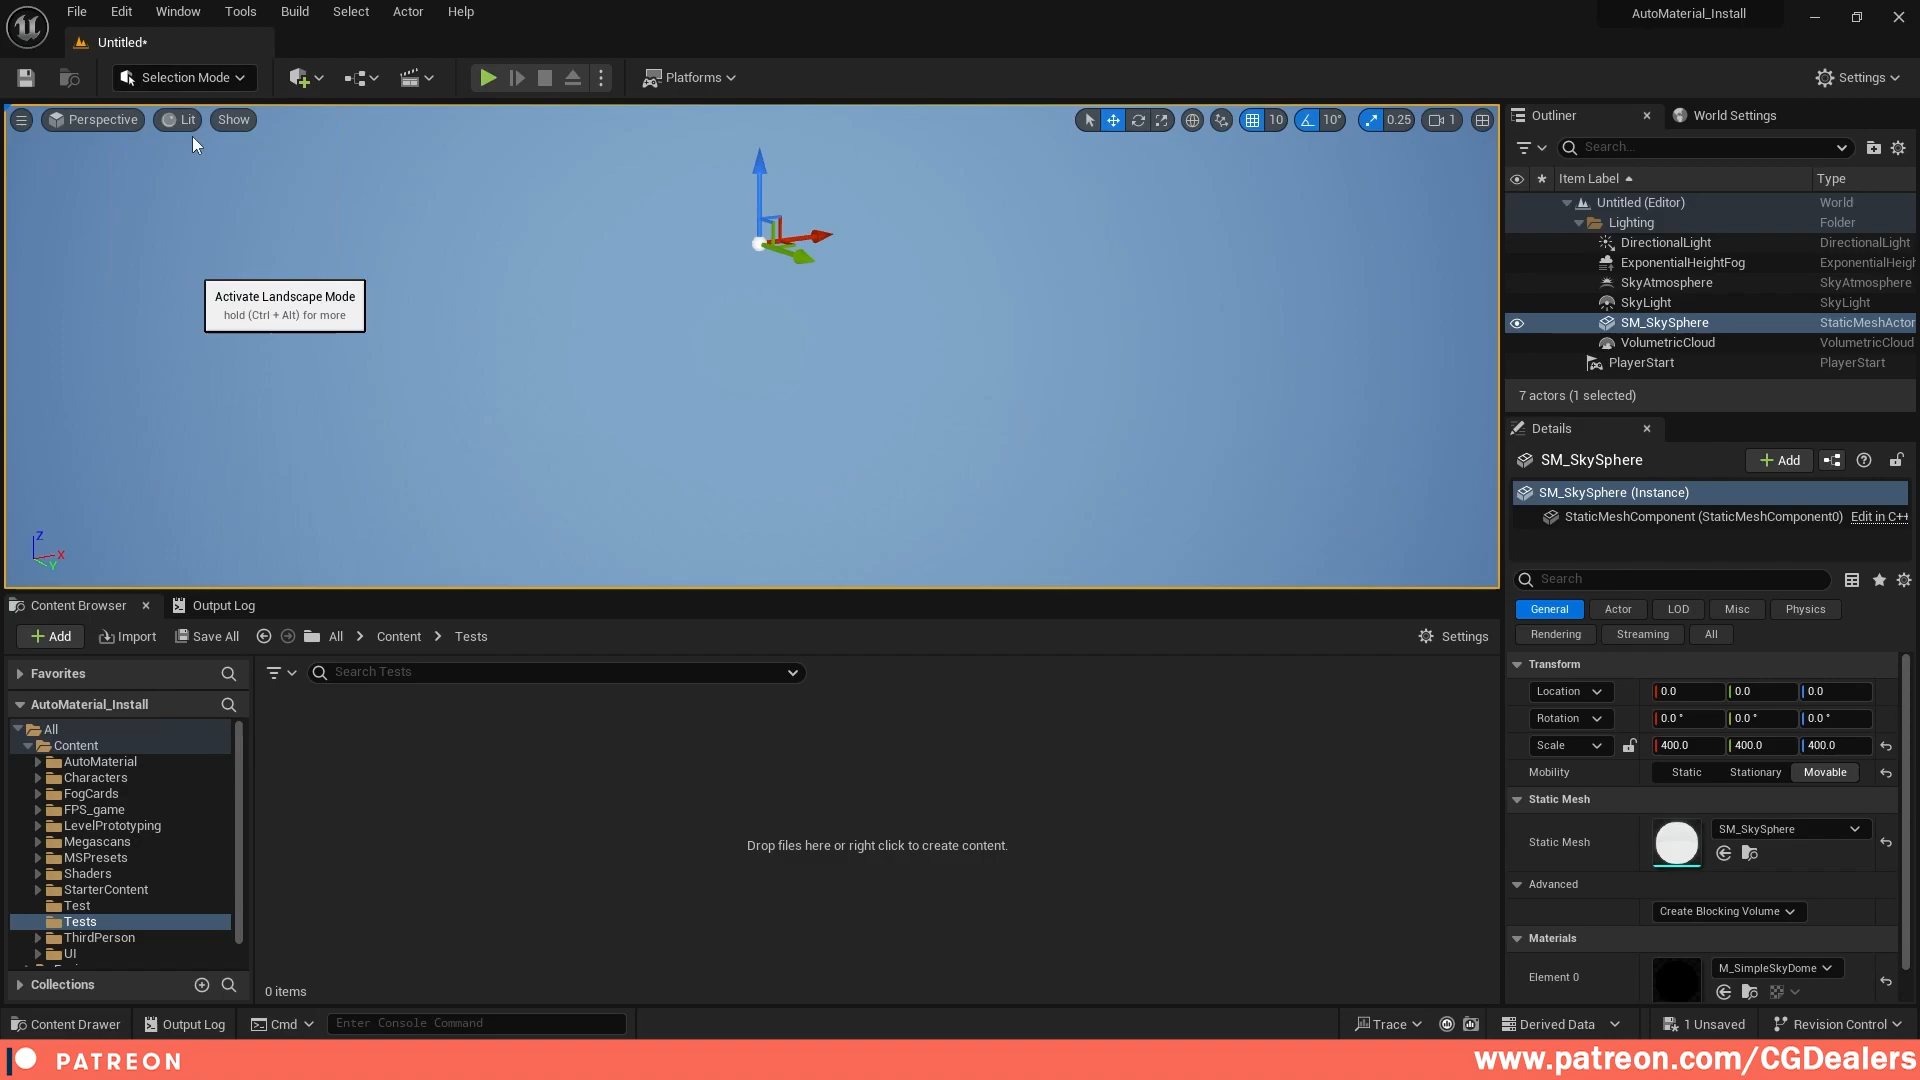 File Edit Window Tools Build Select Actor Help
AutoMaterial_Install
Untitled*
Selection Mode
Platforms
Settings
Perspective Lit Show
10 10° 0.25 1
Activate Landscape Mode
hold (Ctrl + Alt) for more
Z
X
Y
Outliner
World Settings
Search...
Item Label Type
Untitled (Editor) World
Lighting Folder
DirectionalLight DirectionalLight
ExponentialHeightFog ExponentialHeigh
SkyAtmosphere SkyAtmosphere
SkyLight SkyLight
SM_SkySphere StaticMeshActor
VolumetricCloud VolumetricCloud
PlayerStart PlayerStart
7 actors (1 selected)
Details
SM_SkySphere
Add
SM_SkySphere (Instance)
StaticMeshComponent (StaticMeshComponent0) Edit in C++
Search
General Actor LOD Misc Physics
Rendering Streaming All
Transform
Location 0.0 0.0 0.0
Rotation 0.0 ° 0.0 ° 0.0 °
Scale 400.0 400.0 400.0
Mobility Static Stationary Movable
Static Mesh
Static Mesh SM_SkySphere
Advanced
Create Blocking Volume
Materials
Element 0 M_SimpleSkyDome
Content Browser Output Log
Add Import Save All All Content Tests
Settings
Favorites
Search Tests
AutoMaterial_Install
All
Content
AutoMaterial
Characters
FogCards
FPS_game
LevelPrototyping
Megascans
MSPresets
Shaders
StarterContent
Test
Tests
ThirdPerson
UI
Drop files here or right click to create content.
Collections
0 items
Content Drawer Output Log Cmd Enter Console Command
Trace Derived Data 1 Unsaved Revision Control
PATREON
www.patreon.com/CGDealers